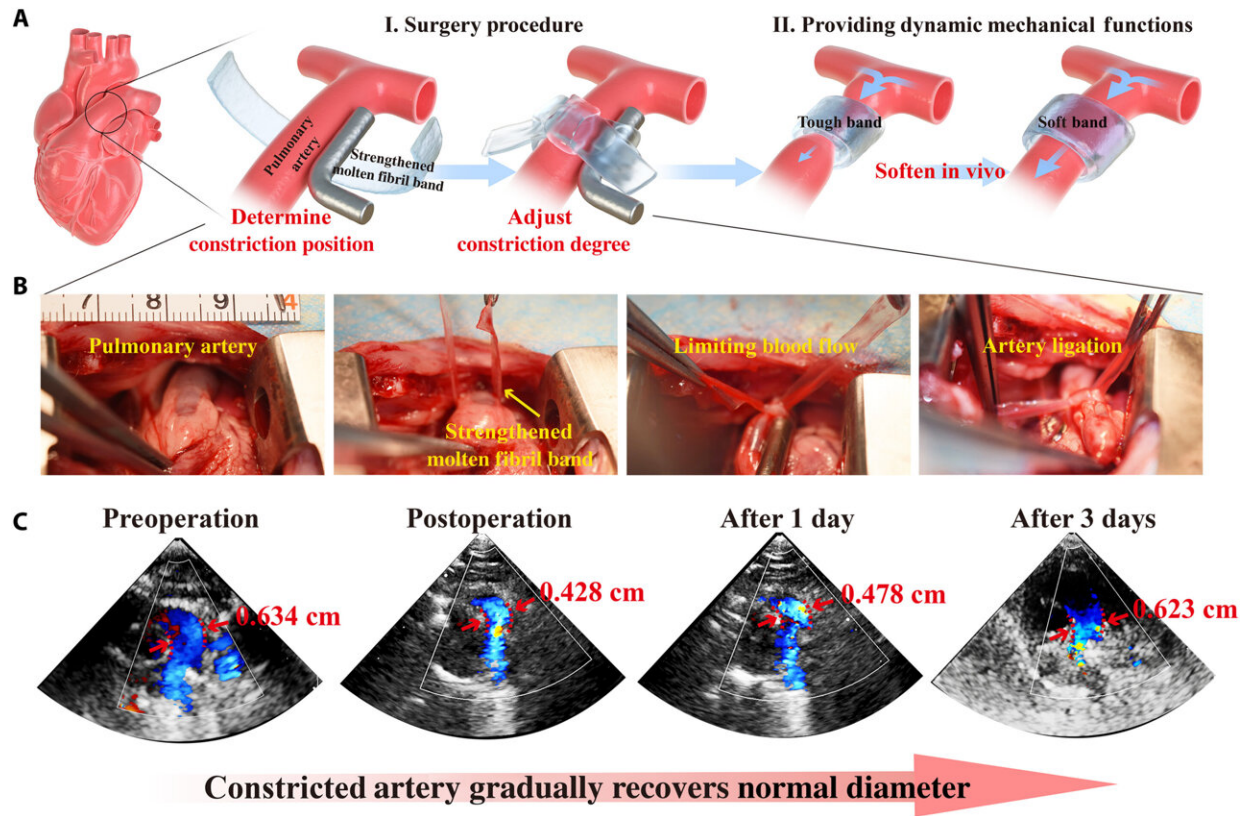 A
I. Surgery procedure
II. Providing dynamic mechanical functions
Pulmonary
artery
Strengthened
molten fibril band
Determine
constriction position
Adjust
constriction degree
Tough band
Soften in vivo
Soft band
B
7 8 9 4
Pulmonary artery
Strengthened
molten fibril band
Limiting blood flow
Artery ligation
C
Preoperation
Postoperation
After 1 day
After 3 days
0.634 cm
0.428 cm
0.478 cm
0.623 cm
Constricted artery gradually recovers normal diameter